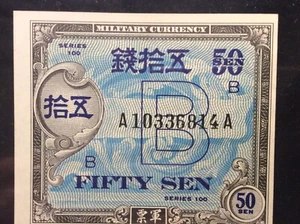 MILITARY CURRENCY
SERIES
100
錢拾五
50
SEN
B
拾五
B
A10336814A
B
FIFTY SEN
50
SEN
SERIES
100
票軍